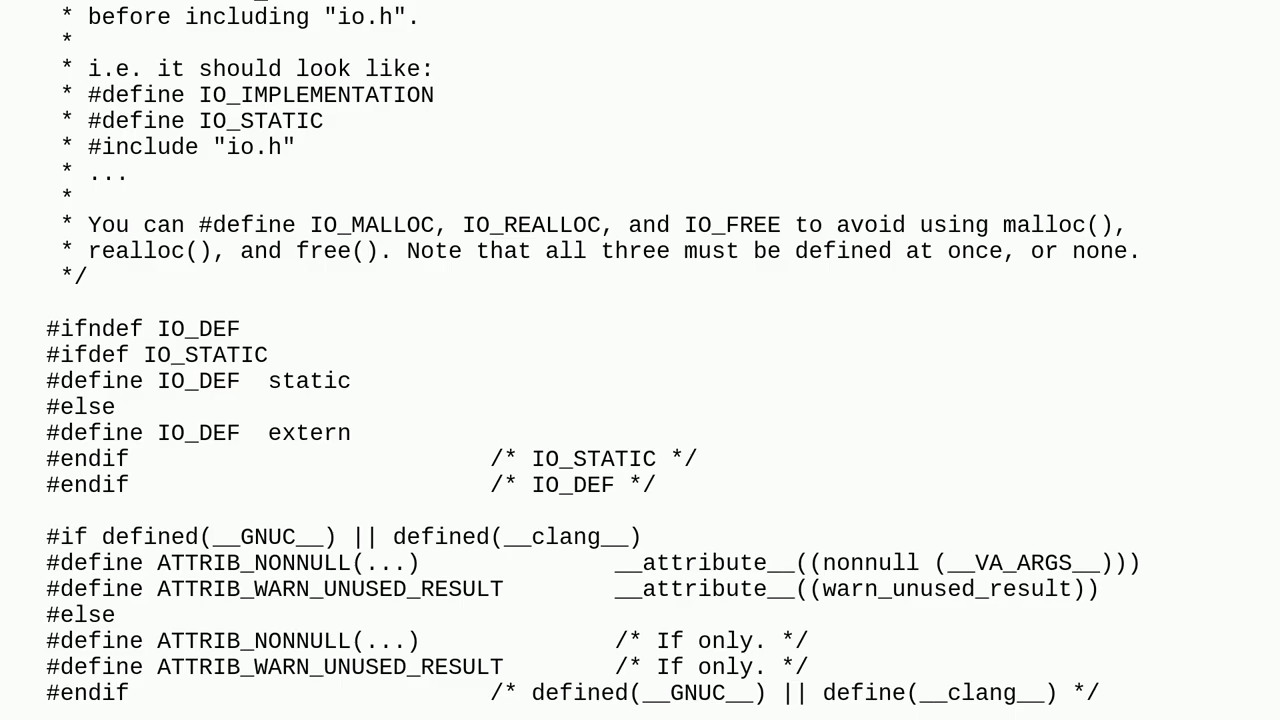 * before including "io.h".
 *
 * i.e. it should look like:
 * #define IO_IMPLEMENTATION
 * #define IO_STATIC
 * #include "io.h"
 * ...
 *
 * You can #define IO_MALLOC, IO_REALLOC, and IO_FREE to avoid using malloc(),
 * realloc(), and free(). Note that all three must be defined at once, or none.
 */

#ifndef IO_DEF
#ifdef IO_STATIC
#define IO_DEF  static
#else
#define IO_DEF  extern
#endif                          /* IO_STATIC */
#endif                          /* IO_DEF */

#if defined(__GNUC__) || defined(__clang__)
#define ATTRIB_NONNULL(...)              __attribute__((nonnull (__VA_ARGS__)))
#define ATTRIB_WARN_UNUSED_RESULT        __attribute__((warn_unused_result))
#else
#define ATTRIB_NONNULL(...)              /* If only. */
#define ATTRIB_WARN_UNUSED_RESULT        /* If only. */
#endif                          /* defined(__GNUC__) || define(__clang__) */